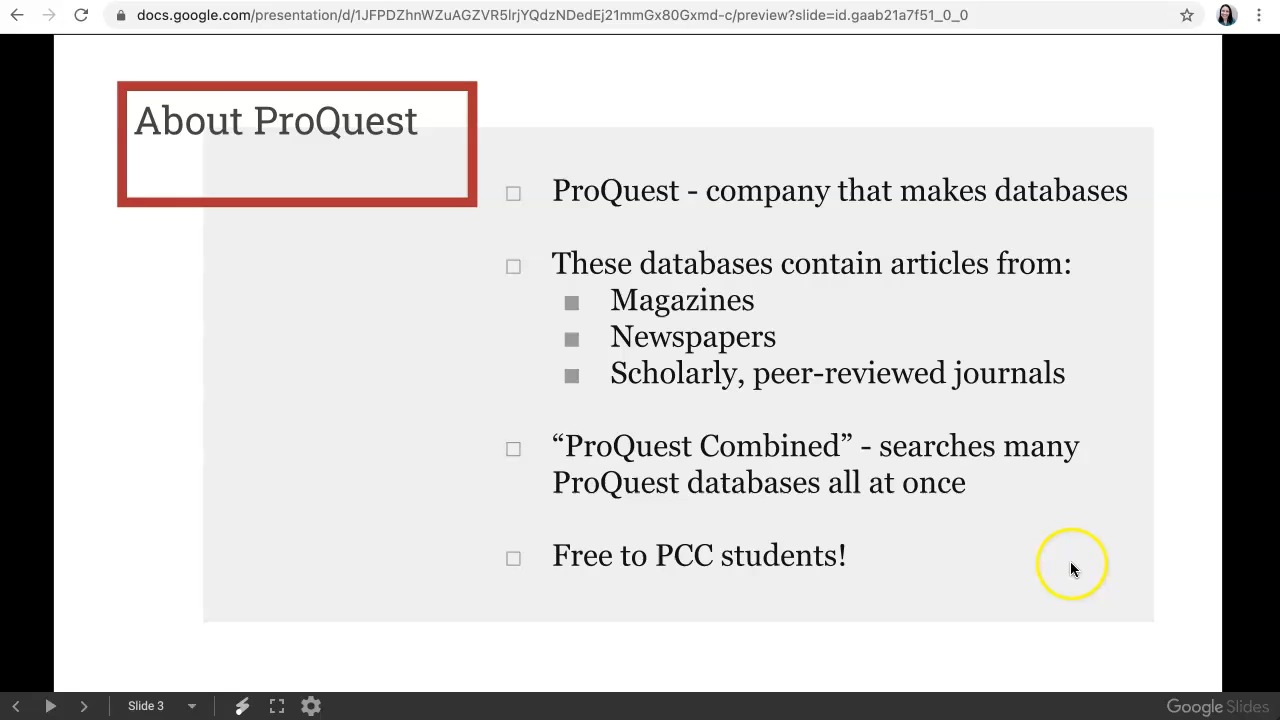 docs.google.com/presentation/d/1JFPDZhnWZuAGZVR5lrjYQdzNDedEj21mmGx80Gxmd-c/preview?slide=id.gaab21a7f51_0_0
About ProQuest
ProQuest - company that makes databases
These databases contain articles from:
Magazines
Newspapers
Scholarly, peer-reviewed journals
“ProQuest Combined” - searches many
ProQuest databases all at once
Free to PCC students!
Slide 3
Google Slides